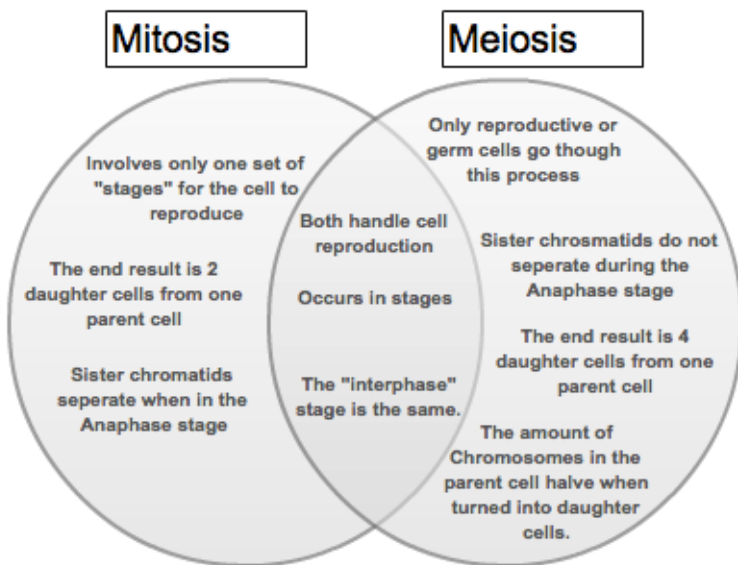 Mitosis
Meiosis
Involves only one set of
"stages" for the cell to
reproduce
The end result is 2
daughter cells from one
parent cell
Sister chromatids
seperate when in the
Anaphase stage
Both handle cell
reproduction
Occurs in stages
The "interphase"
stage is the same.
Only reproductive or
germ cells go though
this process
Sister chrosmatids do not
seperate during the
Anaphase stage
The end result is 4
daughter cells from one
parent cell
The amount of
Chromosomes in the
parent cell halve when
turned into daughter
cells.